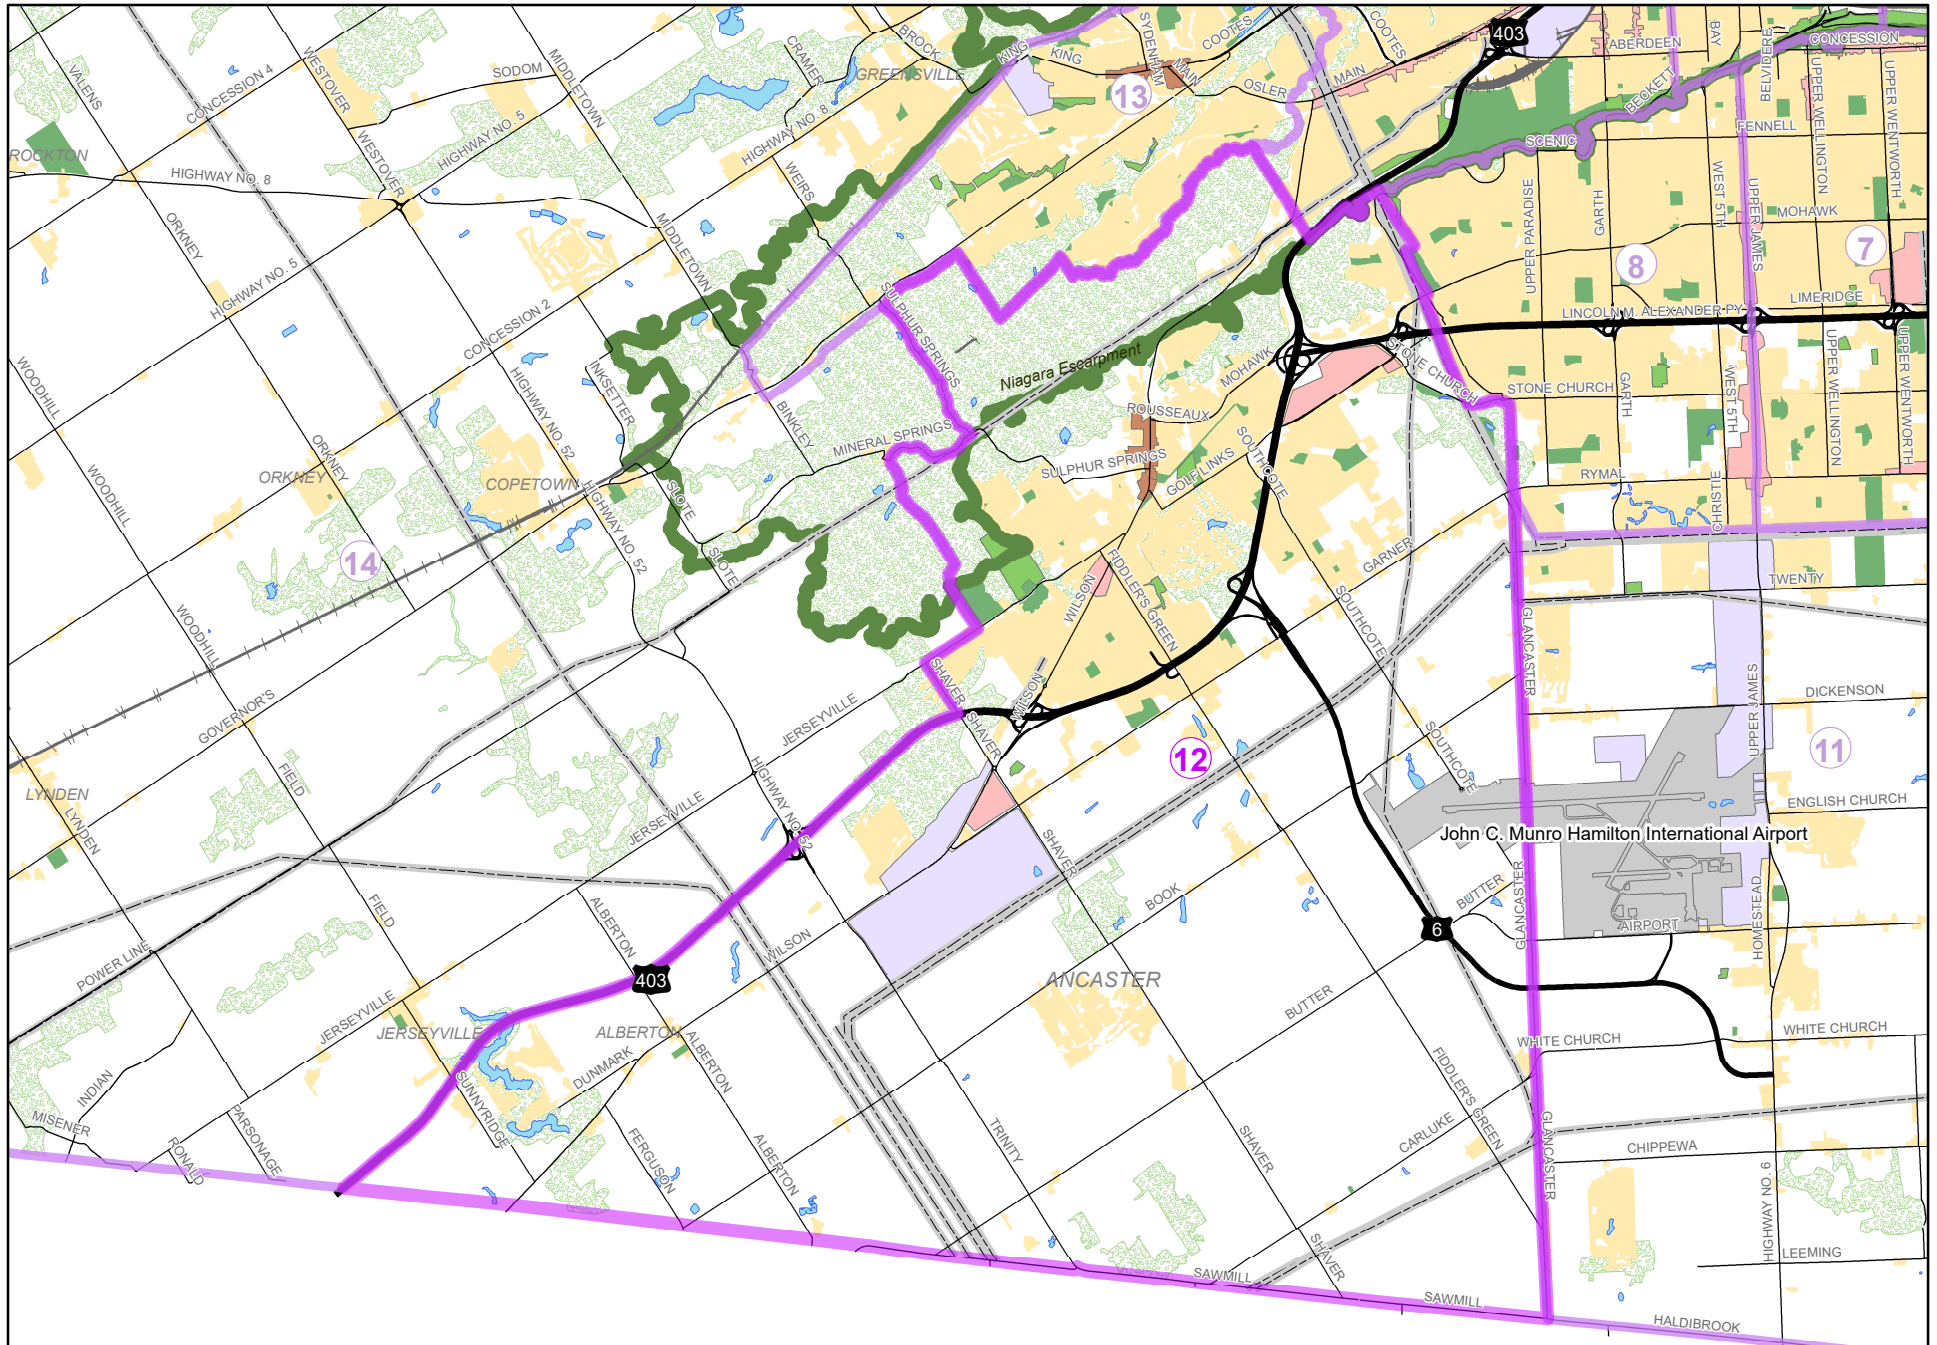 VALENS
CONCESSION 4
WESTOVER
SODOM
MIDDLETOWN
CRAMER
BROCK
GREENSVILLE
KING
KING
SYDENHAM
MAIN
COOTES
COOTES
403
ABERDEEN
BAY
BELVIDERE
CONCESSION
UPPER WELLINGTON
UPPER WENTWORTH
13
OSLER
MAIN
BECKETT
FENNELL
SCENIC
ROCKTON
HIGHWAY NO. 8
WESTOVER
HIGHWAY NO. 5
HIGHWAY NO. 8
WEIRS
ORKNEY
MIDDLETOWN
HIGHWAY NO. 5
UPPER PARADISE
GARTH
WEST 5TH
UPPER JAMES
MOHAWK
7
8
LIMERIDGE
LINCOLN M. ALEXANDER PY
SULPHUR SPRINGS
CONCESSION 2
INKSETTER
HIGHWAY NO. 52
WOODHILL
Niagara Escarpment
MOHAWK
STONE CHURCH
STONE CHURCH
GARTH
WEST 5TH
UPPER WELLINGTON
UPPER WENTWORTH
BINKLEY
MINERAL SPRINGS
ROUSSEAUX
SULPHUR SPRINGS
GOLF LINKS
SOUTHCOTE
RYMAL
CHRISTIE
ORKNEY
ORKNEY
WOODHILL
COPETOWN
HIGHWAY NO. 52
SLOTE
SLOTE
14
GARNER
WILSON
FIDDLER'S GREEN
SOUTHCOTE
TWENTY
WOODHILL
GLANCASTER
SHAVER
SHAVER
WILSON
UPPER JAMES
DICKENSON
GOVERNOR'S
JERSEYVILLE
SOUTHCOTE
12
11
FIELD
HIGHWAY NO. 52
LYNDEN
LYNDEN
JERSEYVILLE
ENGLISH CHURCH
John C. Munro Hamilton International Airport
SHAVER
BOOK
BUTTER
GLANCASTER
HOMESTEAD
AIRPORT
6
FIELD
ALBERTON
WILSON
POWER LINE
403
ANCASTER
BUTTER
JERSEYVILLE
JERSEYVILLE
ALBERTON
ALBERTON
DUNMARK
WHITE CHURCH
WHITE CHURCH
INDIAN
MISENER
RONALD
PARSONAGE
SUNNYRIDGE
FERGUSON
ALBERTON
TRINITY
SHAVER
CARLUKE
FIDDLER'S GREEN
GLANCASTER
CHIPPEWA
HIGHWAY NO. 6
LEEMING
SHAVER
SAWMILL
SAWMILL
HALDIBROOK